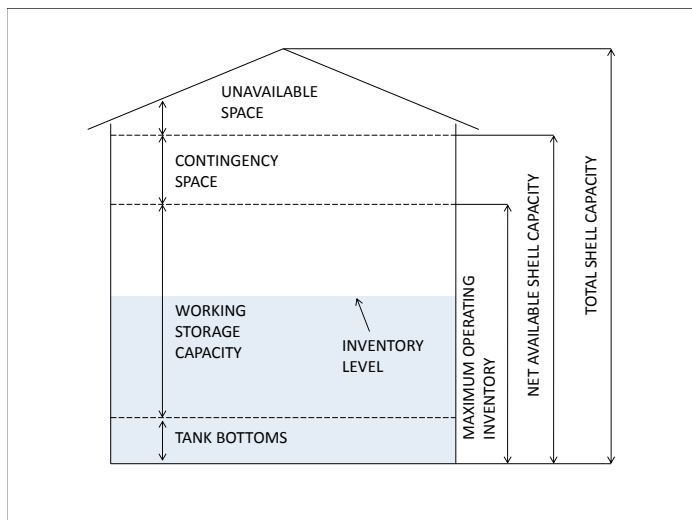 UNAVAILABLE
SPACE
CONTINGENCY
SPACE
WORKING
STORAGE
CAPACITY
INVENTORY
LEVEL
TANK BOTTOMS
MAXIMUM OPERATING
INVENTORY
NET AVAILABLE SHELL CAPACITY
TOTAL SHELL CAPACITY